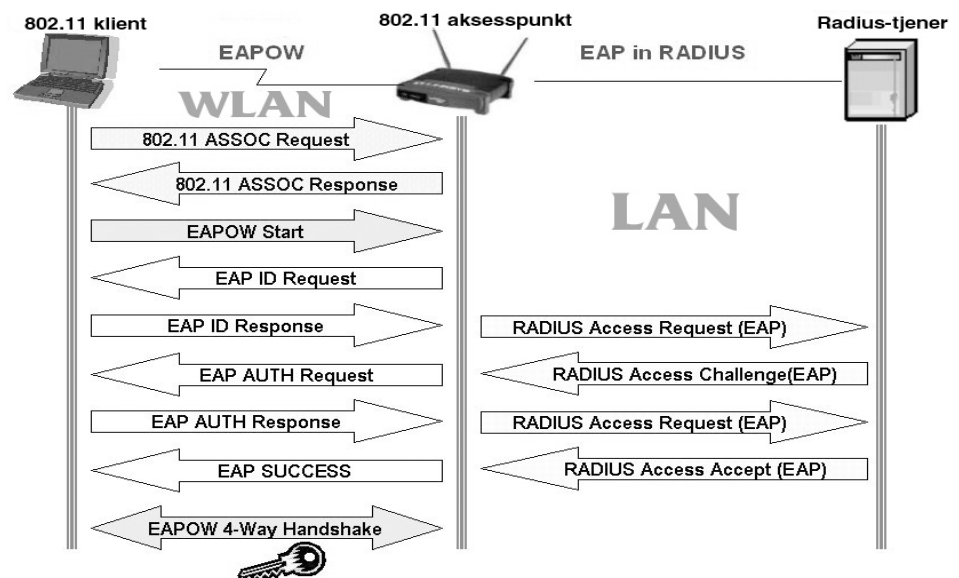 802.11 klient
802.11 aksesspunkt
Radius-tjener
EAPOW
EAP in RADIUS
WLAN
LAN
802.11 ASSOC Request
802.11 ASSOC Response
EAPOW Start
EAP ID Request
EAP ID Response
RADIUS Access Request (EAP)
EAP AUTH Request
RADIUS Access Challenge(EAP)
EAP AUTH Response
RADIUS Access Request (EAP)
EAP SUCCESS
RADIUS Access Accept (EAP)
EAPOW 4-Way Handshake